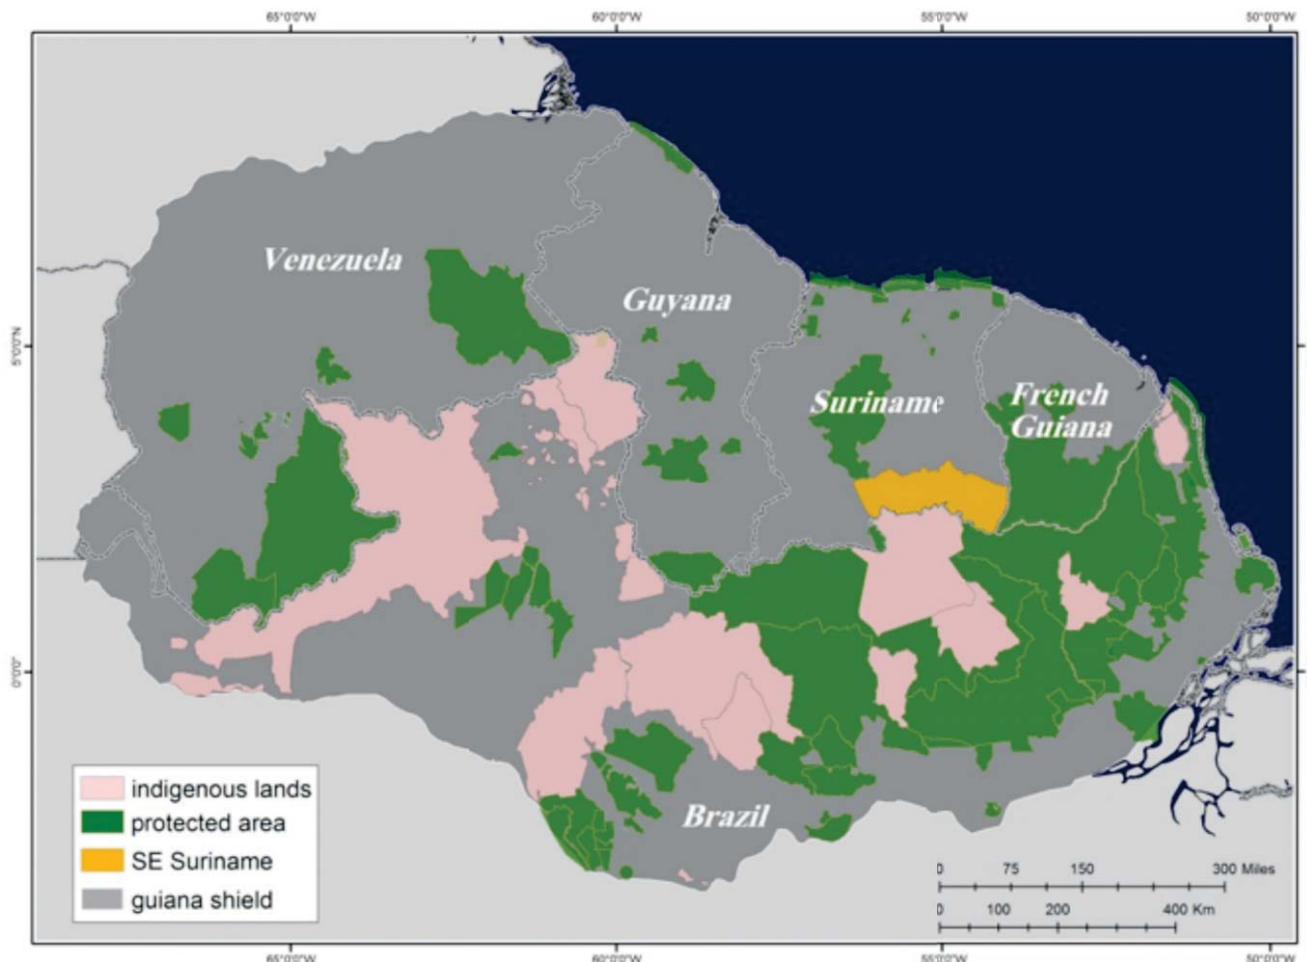 65°0'0"W 60°0'0"W 55°0'0"W 50°0'0"W
Venezuela
Guyana
5°0'0"N
Suriname
French
Guiana
0°0'0"
indigenous lands
protected area
SE Suriname
guiana shield
Brazil
0 75 150 300 Miles
0 100 200 400 Km
65°0'0"W 60°0'0"W 55°0'0"W 50°0'0"W